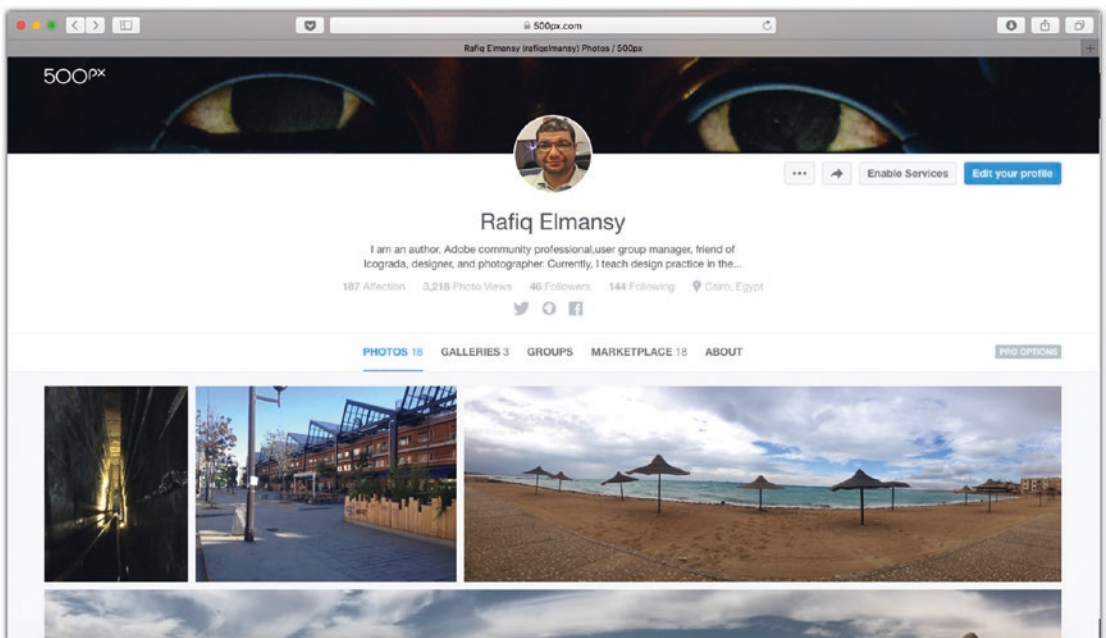 500px.com
Rafiq Elmansy (rafiqelmansy) Photos / 500px
500px
Enable Services
Edit your profile
Rafiq Elmansy
I am an author, Adobe community professional,user group manager, friend of
Icograda, designer, and photographer. Currently, I teach design practice in the...
187 Affection 3,218 Photo Views 46 Followers 144 Following Cairo, Egypt
PHOTOS 18 GALLERIES 3 GROUPS MARKETPLACE 18 ABOUT PRO OPTIONS